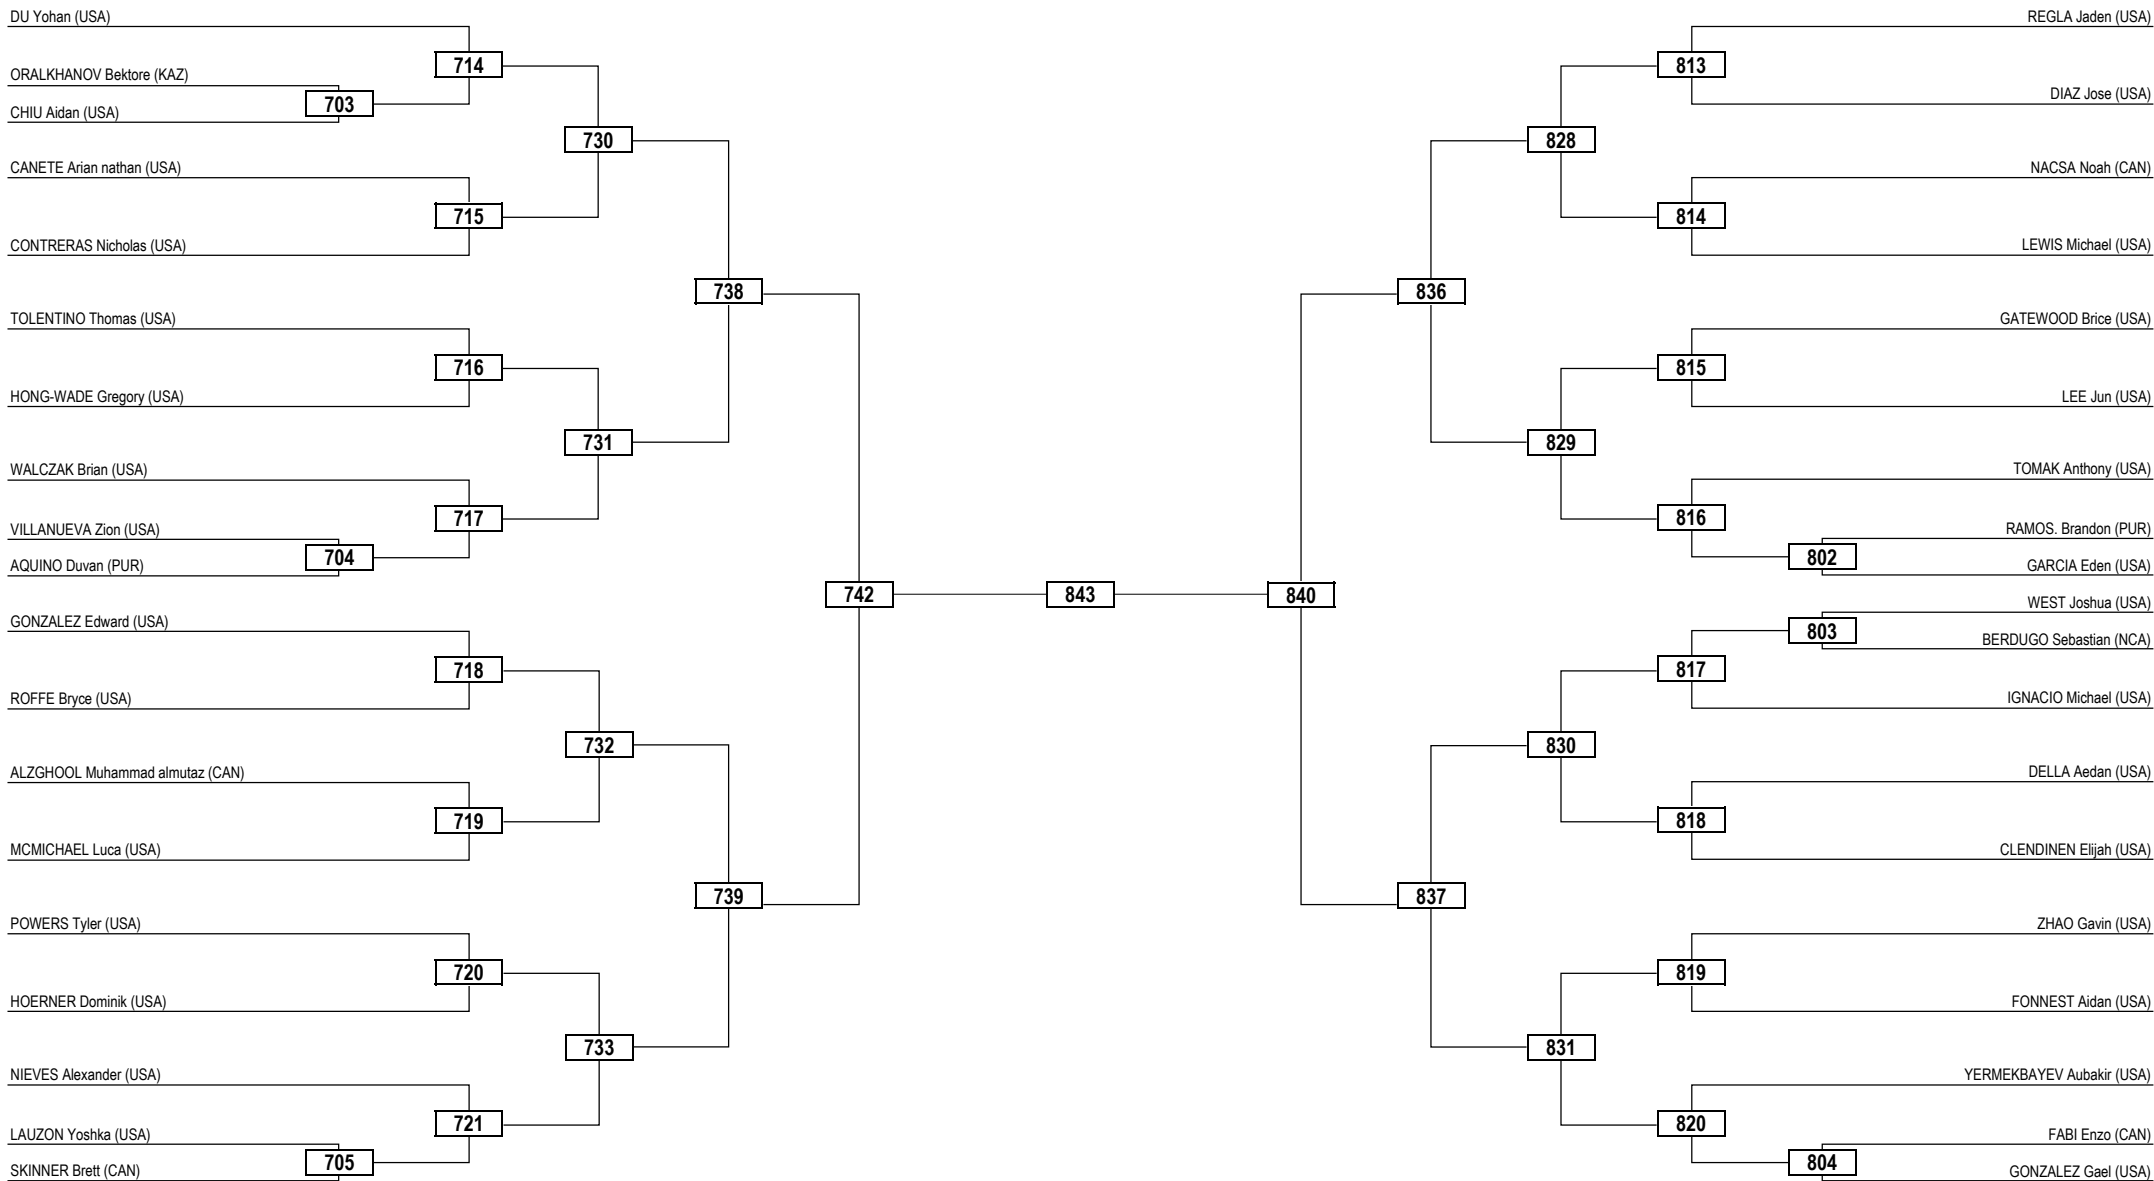 DU Yohan (USA)
REGLA Jaden (USA)
714
813
ORALKHANOV Bektore (KAZ)
703
DIAZ Jose (USA)
CHIU Aidan (USA)
730
828
CANETE Arian nathan (USA)
NACSA Noah (CAN)
715
814
CONTRERAS Nicholas (USA)
LEWIS Michael (USA)
738
836
TOLENTINO Thomas (USA)
GATEWOOD Brice (USA)
716
815
HONG-WADE Gregory (USA)
LEE Jun (USA)
731
829
WALCZAK Brian (USA)
TOMAK Anthony (USA)
717
816
VILLANUEVA Zion (USA)
RAMOS. Brandon (PUR)
704
802
AQUINO Duvan (PUR)
GARCIA Eden (USA)
742
843
840
WEST Joshua (USA)
GONZALEZ Edward (USA)
803
BERDUGO Sebastian (NCA)
718
817
ROFFE Bryce (USA)
IGNACIO Michael (USA)
732
830
ALZGHOOL Muhammad almutaz (CAN)
DELLA Aedan (USA)
719
818
MCMICHAEL Luca (USA)
CLENDINEN Elijah (USA)
739
837
POWERS Tyler (USA)
ZHAO Gavin (USA)
720
819
HOERNER Dominik (USA)
FONNEST Aidan (USA)
733
831
NIEVES Alexander (USA)
YERMEKBAYEV Aubakir (USA)
721
820
LAUZON Yoshka (USA)
FABI Enzo (CAN)
705
804
SKINNER Brett (CAN)
GONZALEZ Gael (USA)